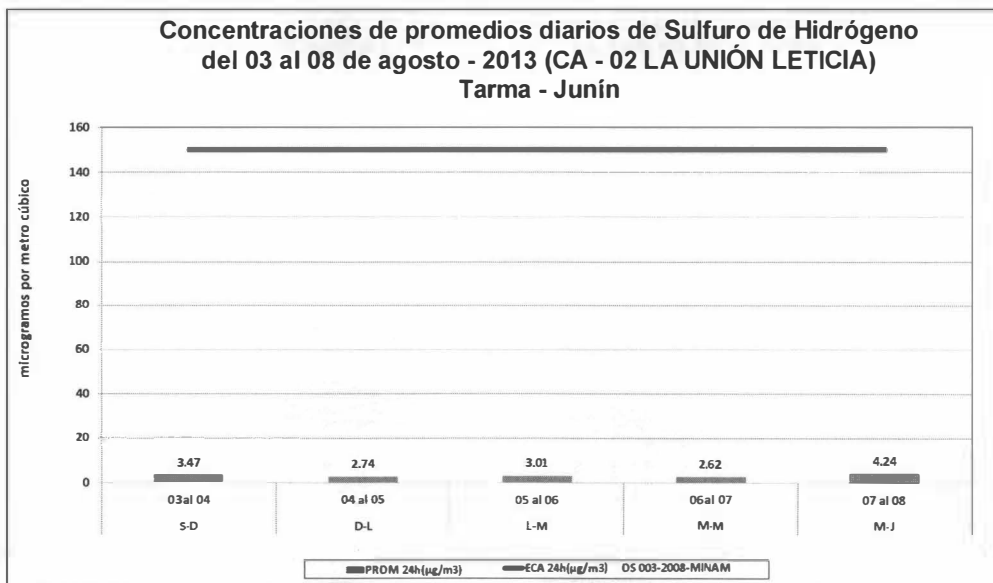 Concentraciones de promedios diarios de Sulfuro de Hidrógeno
del 03 al 08 de agosto - 2013 (CA - 02 LA UNIÓN LETICIA)
Tarma - Junín
microgramos por metro cúbico
160
140
120
100
80
60
40
20
0
3.47 2.74 3.01 2.62 4.24
03al 04 04 al 05 05 al 06 06al 07 07 al 08
S-D D-L L-M M-M M-J
PROM 24h(µg/m3) ECA 24h(µg/m3) OS 003-2008-MINAM